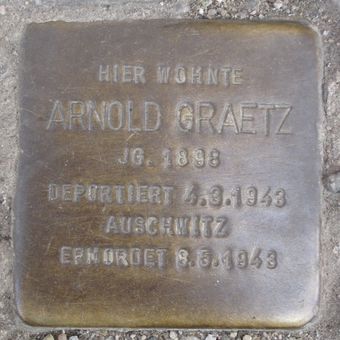 HIER WOHNTE
ARNOLD GRAETZ
JG. 1898
DEPORTIERT 4.3.1943
AUSCHWITZ
ERMORDET 8.3.1943